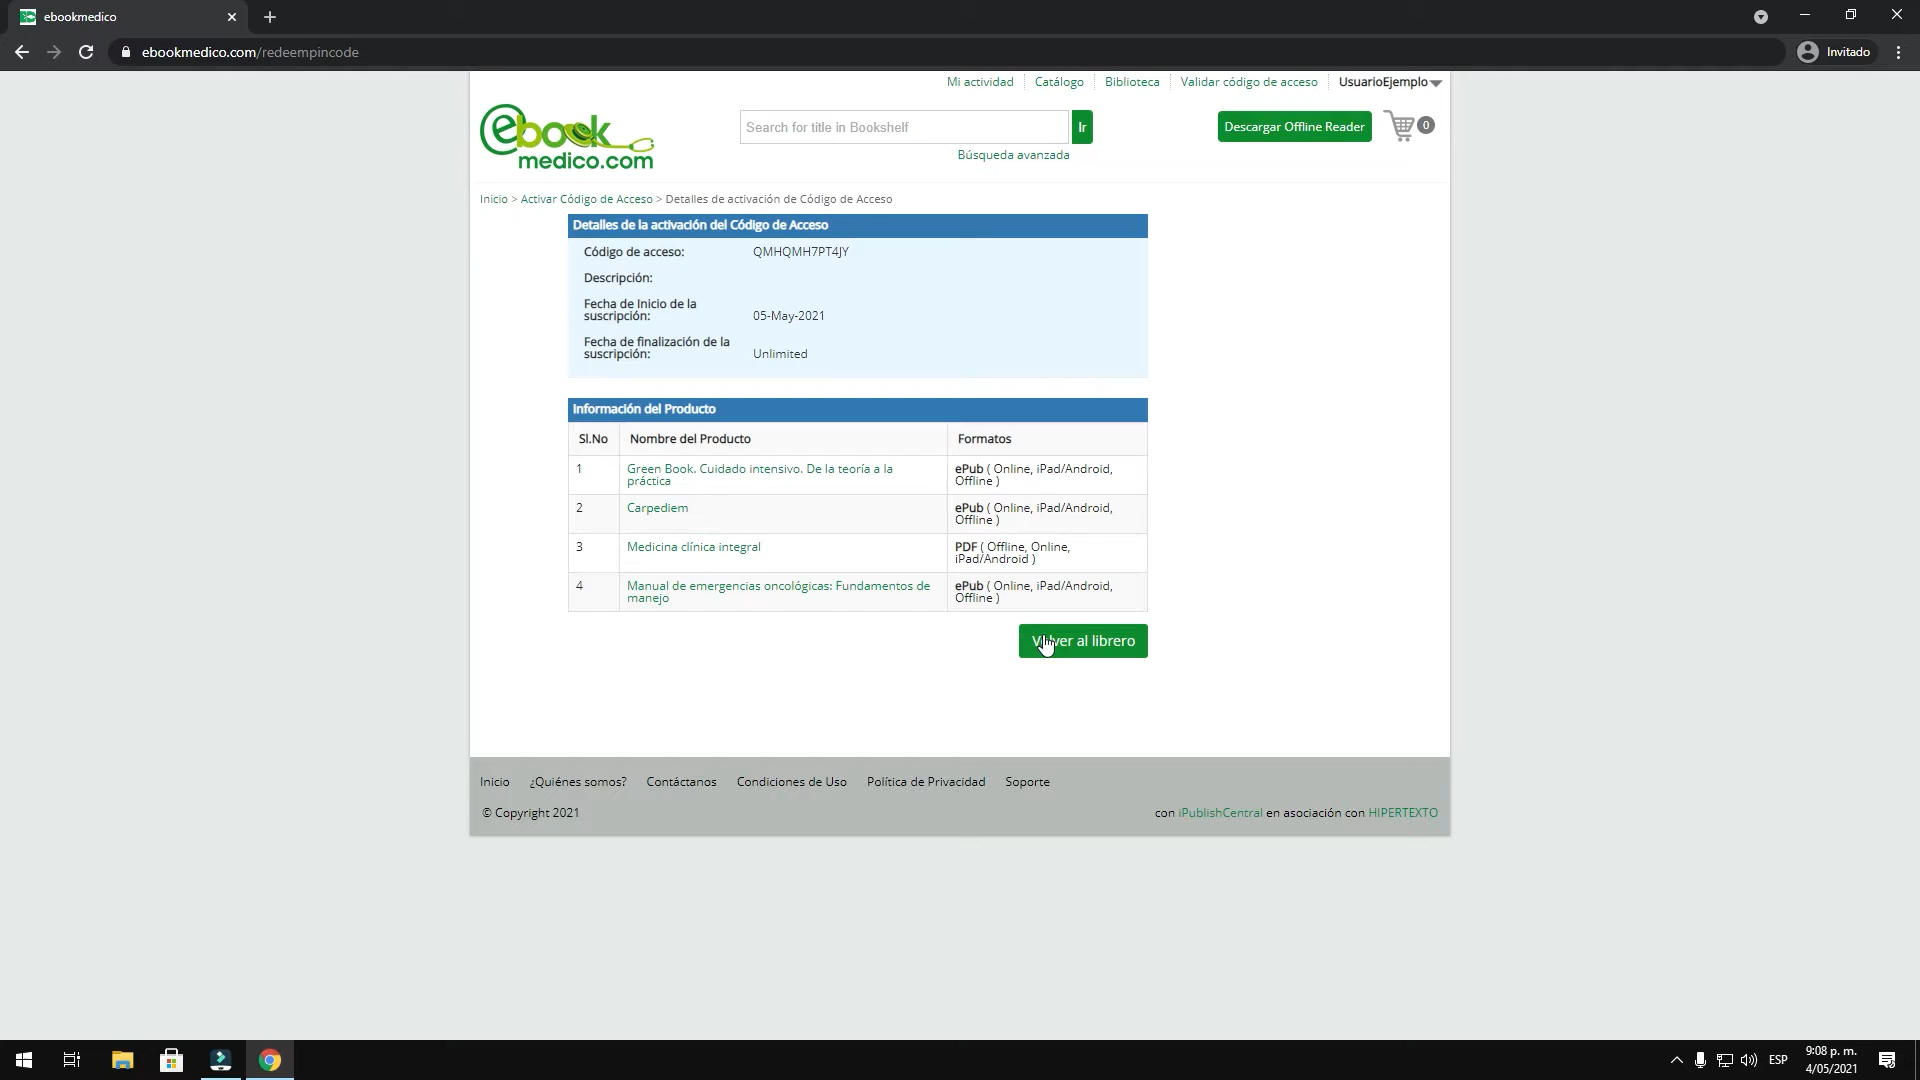 ebookmedico
ebookmedico.com/redeempincode
Invitado
Mi actividad Catálogo Biblioteca Validar código de acceso UsuarioEjemplo
ebook
medico.com
Search for title in Bookshelf Ir
Descargar Offline Reader 0
Búsqueda avanzada
Inicio > Activar Código de Acceso > Detalles de activación de Código de Acceso
Detalles de la activación del Código de Acceso
Código de acceso: QMHQMH7PT4JY
Descripción:
Fecha de Inicio de la
suscripción: 05-May-2021
Fecha de finalización de la
suscripción: Unlimited
Información del Producto
Sl.No Nombre del Producto Formatos
1 Green Book. Cuidado intensivo. De la teoría a la ePub ( Online, iPad/Android,
práctica Offline )
2 Carpediem ePub ( Online, iPad/Android,
Offline )
3 Medicina clínica integral PDF ( Offline, Online,
iPad/Android )
4 Manual de emergencias oncológicas: Fundamentos de ePub ( Online, iPad/Android,
manejo Offline )
Volver al librero
Inicio ¿Quiénes somos? Contáctanos Condiciones de Uso Política de Privacidad Soporte
© Copyright 2021 con iPublishCentral en asociación con HIPERTEXTO
ESP 9:08 p. m.
4/05/2021